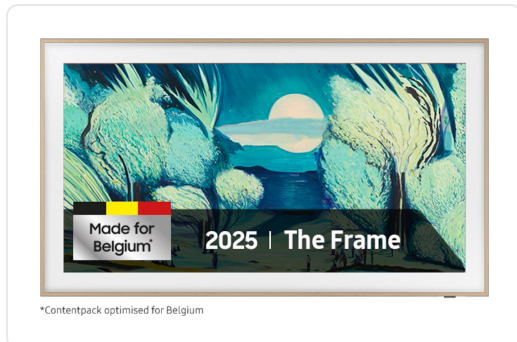 Made for
Belgium*
2025 | The Frame
*Contentpack optimised for Belgium